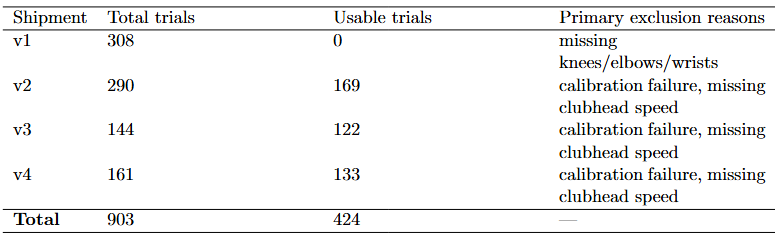 Shipment Total trials Usable trials Primary exclusion reasons
v1 308 0 missing
knees/elbows/wrists
v2 290 169 calibration failure, missing
clubhead speed
v3 144 122 calibration failure, missing
clubhead speed
v4 161 133 calibration failure, missing
clubhead speed
Total 903 424 —